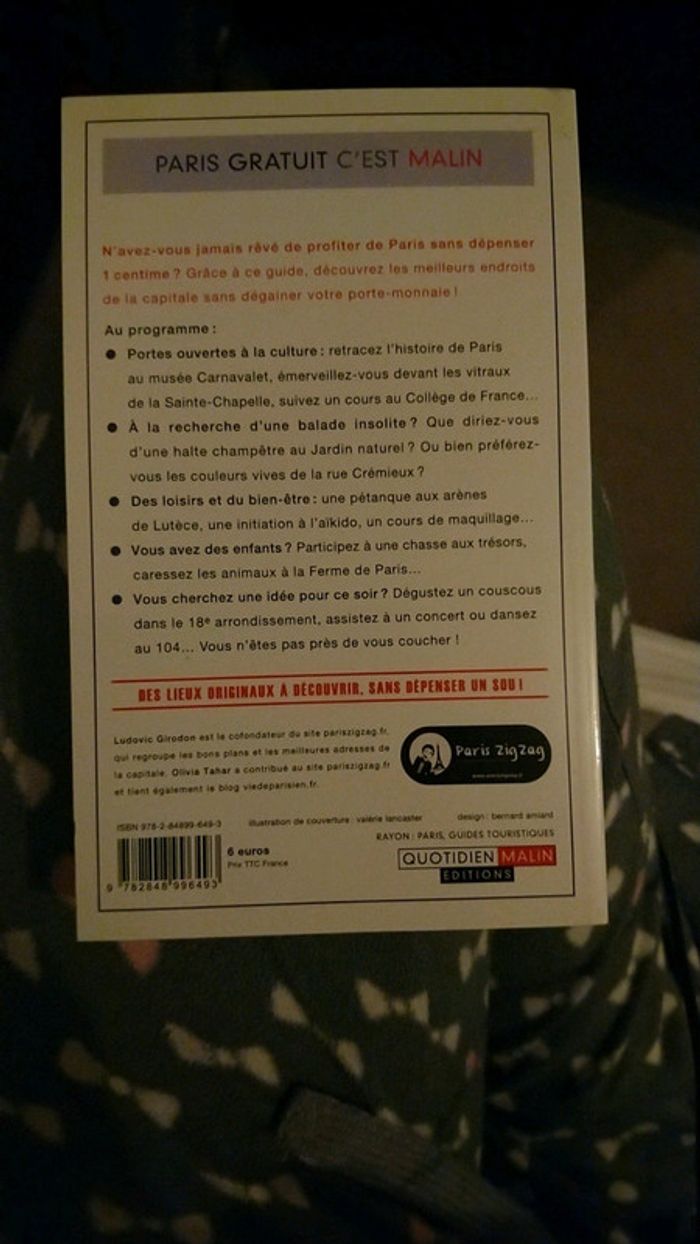 PARIS GRATUIT C'EST MALIN
N'avez-vous jamais rêvé de profiter de Paris sans dépenser
1 centime ? Grâce à ce guide, découvrez les meilleurs endroits
de la capitale sans dégainer votre porte-monnaie !
Au programme :
● Portes ouvertes à la culture : retracez l'histoire de Paris
au musée Carnavalet, émerveillez-vous devant les vitraux
de la Sainte-Chapelle, suivez un cours au Collège de France...
● À la recherche d'une balade insolite ? Que diriez-vous
d'une halte champêtre au Jardin naturel ? Ou bien préférez-
vous les couleurs vives de la rue Crémieux ?
● Des loisirs et du bien-être : une pétanque aux arènes
de Lutèce, une initiation à l'aïkido, un cours de maquillage...
● Vous avez des enfants ? Participez à une chasse aux trésors,
caressez les animaux à la Ferme de Paris...
● Vous cherchez une idée pour ce soir ? Dégustez un couscous
dans le 18e arrondissement, assistez à un concert ou dansez
au 104... Vous n'êtes pas près de vous coucher !
DES LIEUX ORIGINAUX À DÉCOUVRIR, SANS DÉPENSER UN SOU !
Ludovic Girodon est le cofondateur du site pariszigzag.fr,
qui regroupe les bons plans et les meilleures adresses de
la capitale. Olivia Tahar a contribué au site pariszigzag.fr
et tient également le blog viedeparisien.fr.
Paris ZigZag
ISBN 978-2-84899-649-3
illustration de couverture : valérie lancaster
design : bernard amiard
RAYON : PARIS, GUIDES TOURISTIQUES
6 euros
Prix TTC France
9 782848 996493
QUOTIDIEN MALIN
ÉDITIONS